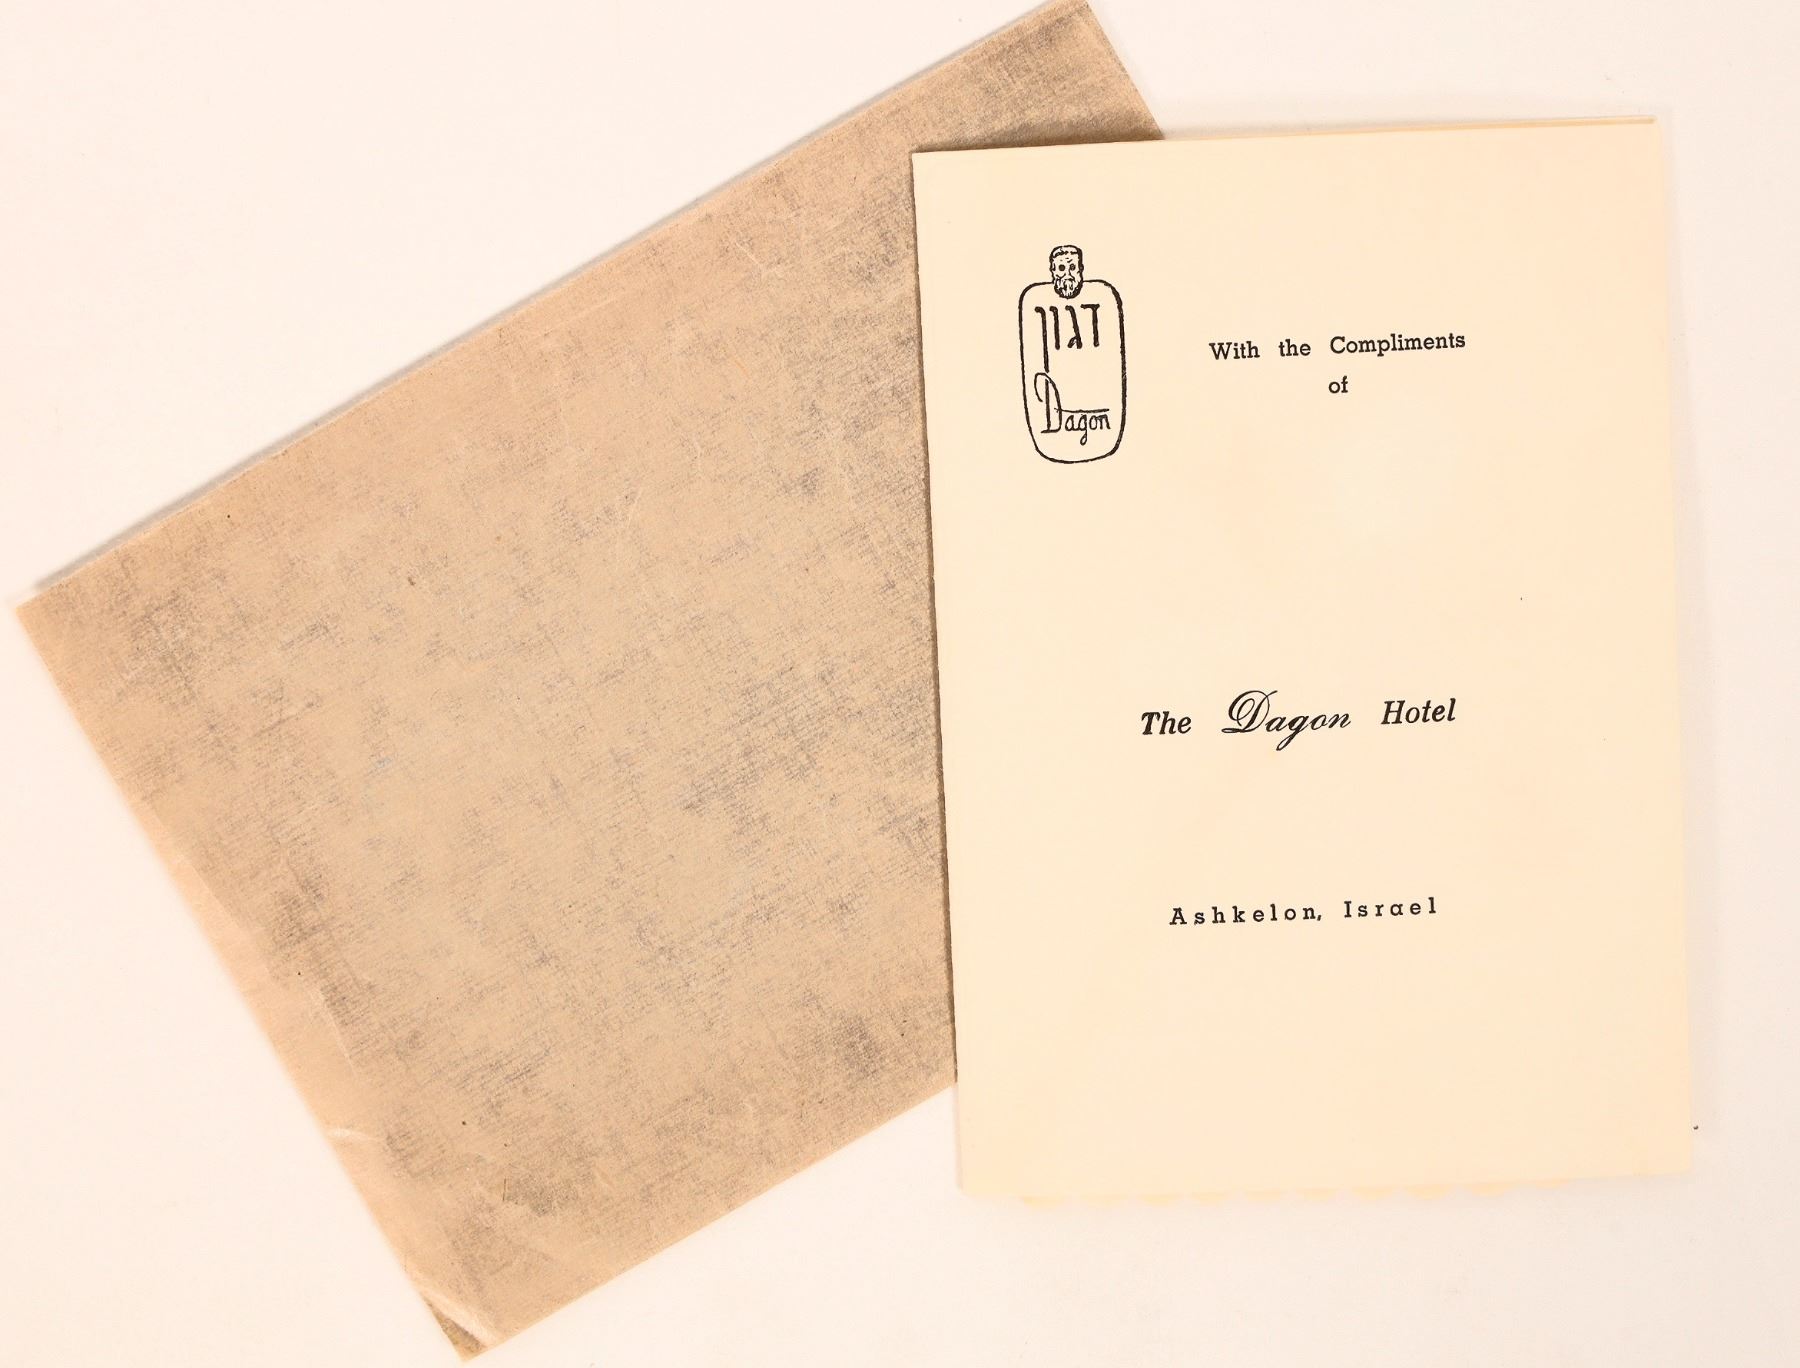 דגון
Dagon
With the Compliments
of
The Dagon Hotel
Ashkelon, Israel